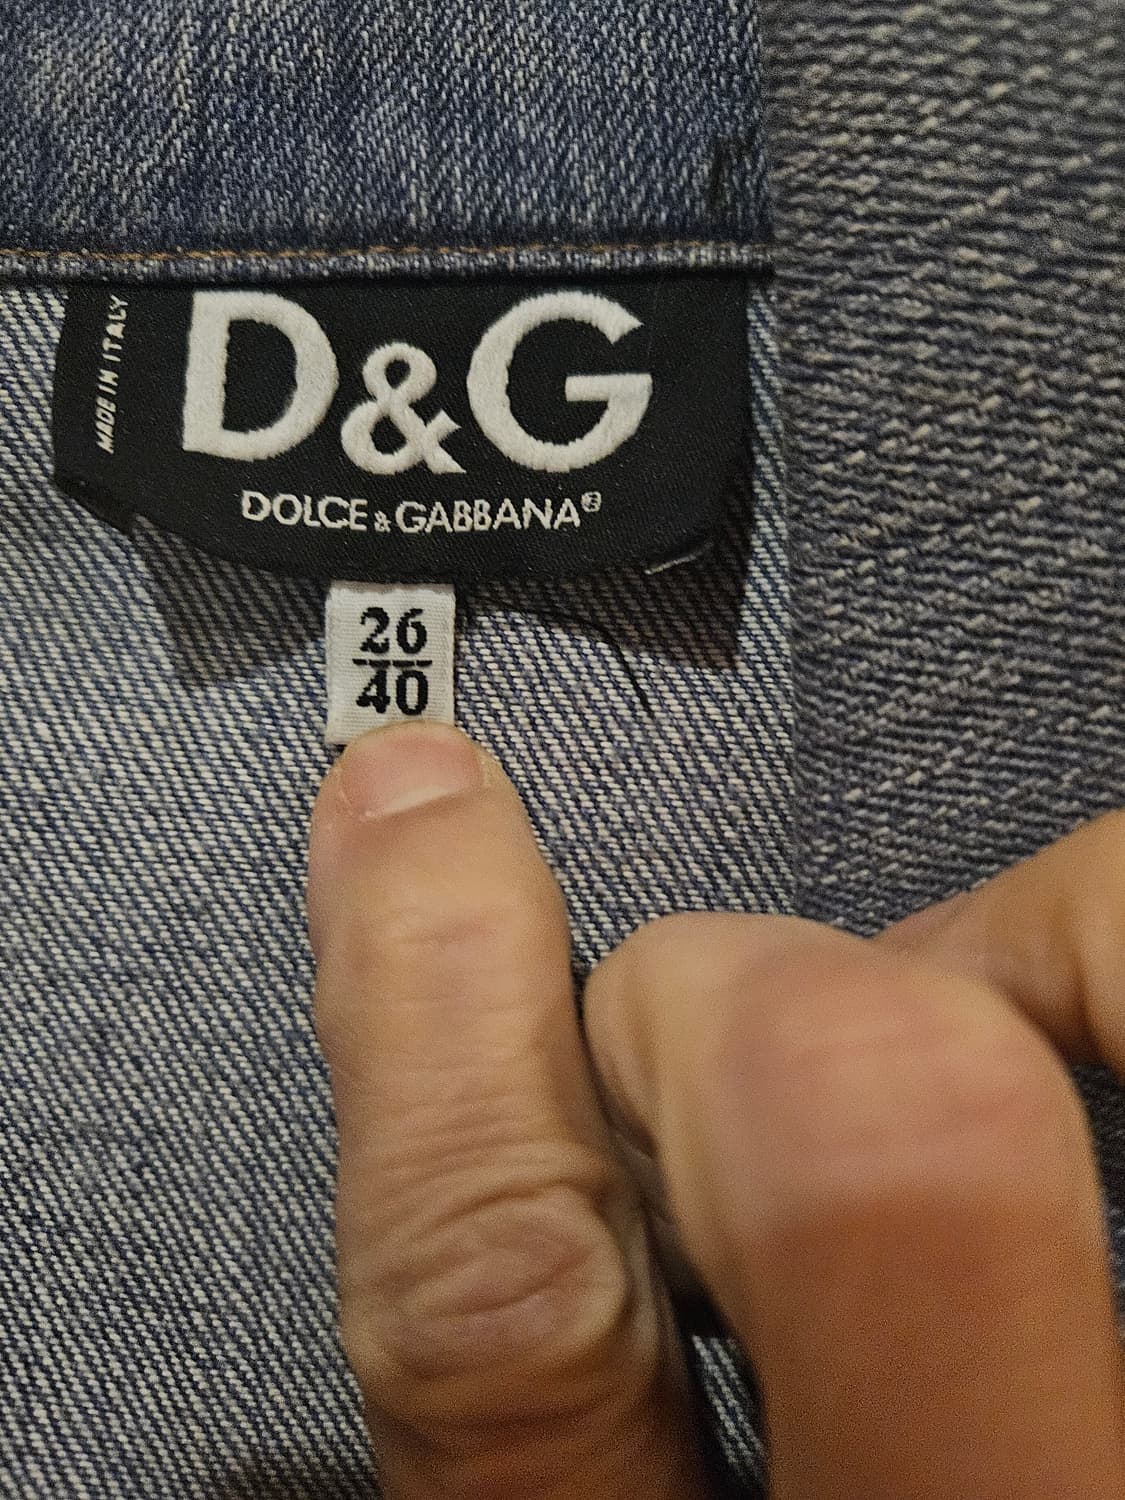 MADE IN ITALY
D&G
DOLCE & GABBANA®
26
40